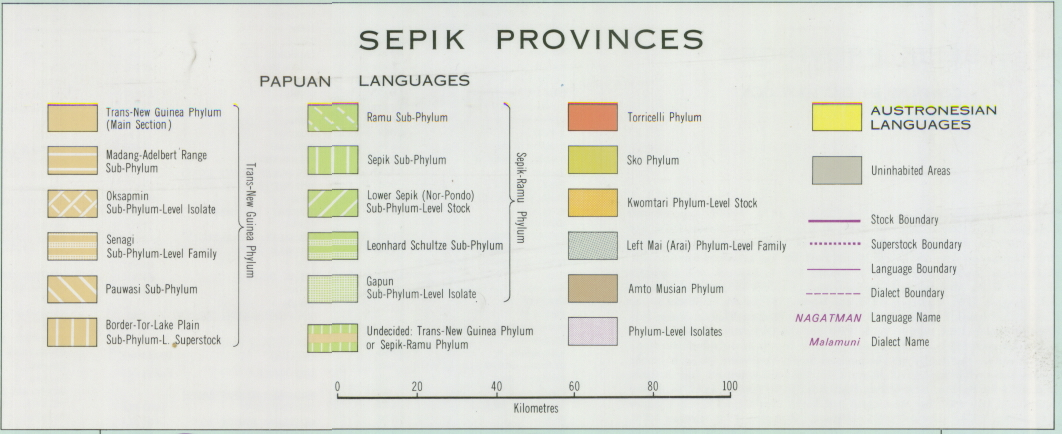 SEPIK PROVINCES
PAPUAN LANGUAGES
Trans-New Guinea Phylum
(Main Section)
Madang-Adelbert Range
Sub-Phylum
Oksapmin
Sub-Phylum-Level Isolate
Senagi
Sub-Phylum-Level Family
Pauwasi Sub-Phylum
Border-Tor-Lake Plain
Sub-Phylum-L. Superstock
Trans-New Guinea Phylum
Ramu Sub-Phylum
Sepik Sub-Phylum
Lower Sepik (Nor-Pondo)
Sub-Phylum-Level Stock
Leonhard Schultze Sub-Phylum
Gapun
Sub-Phylum-Level Isolate
Sepik-Ramu Phylum
Undecided: Trans-New Guinea Phylum
or Sepik-Ramu Phylum
Torricelli Phylum
Sko Phylum
Kwomtari Phylum-Level Stock
Left Mai (Arai) Phylum-Level Family
Amto Musian Phylum
Phylum-Level Isolates
AUSTRONESIAN
LANGUAGES
Uninhabited Areas
Stock Boundary
Superstock Boundary
Language Boundary
Dialect Boundary
NAGATMAN Language Name
Malamuni Dialect Name
0 20 40 60 80 100
Kilometres